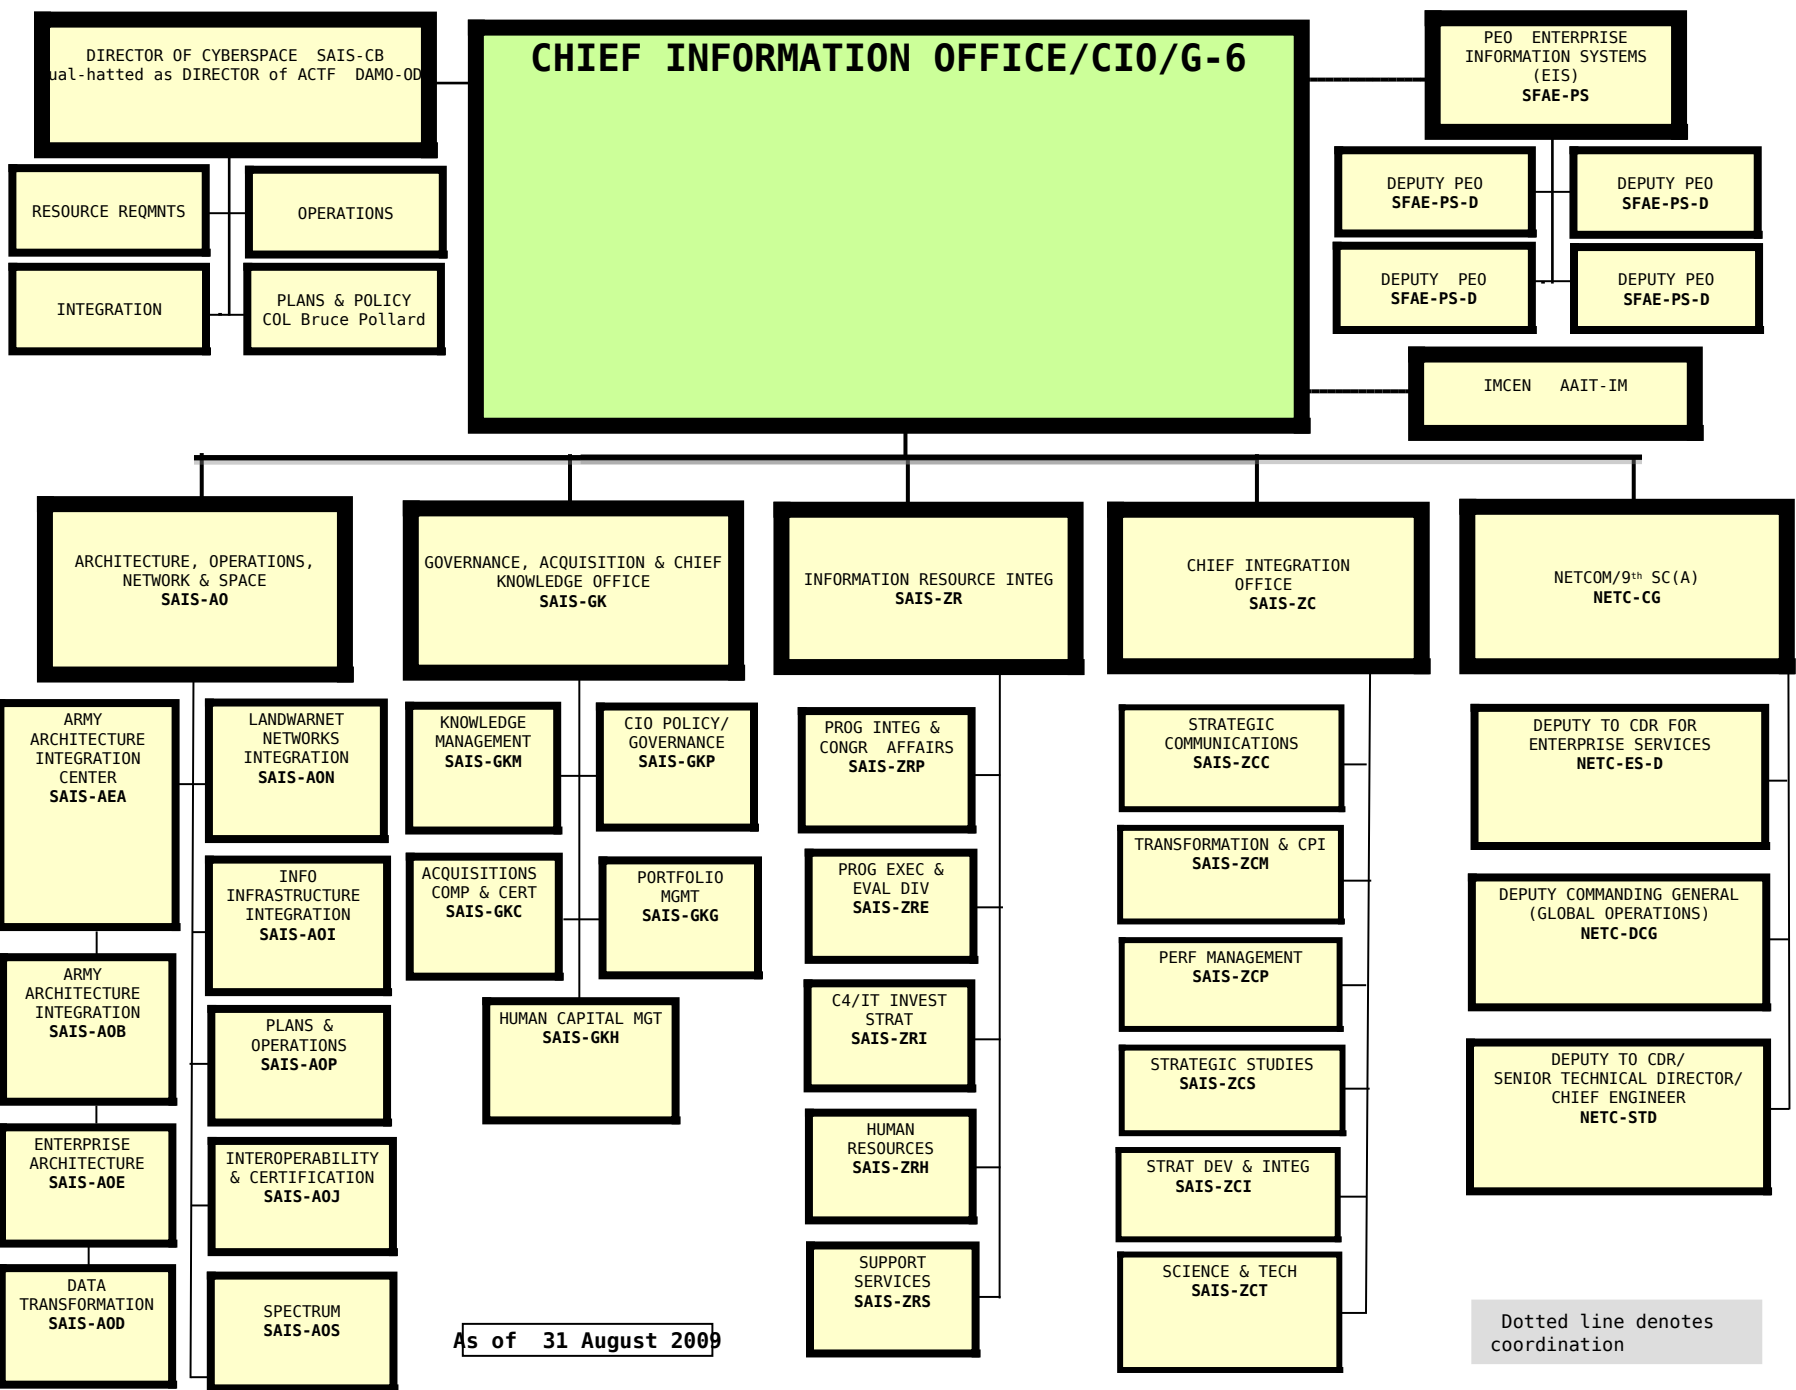 DIRECTOR OF CYBERSPACE SAIS-CB
ual-hatted as DIRECTOR of ACTF DAMO-OD
RESOURCE REQMNTS
OPERATIONS
INTEGRATION
PLANS & POLICY
COL Bruce Pollard
CHIEF INFORMATION OFFICE/CIO/G-6
PEO ENTERPRISE
INFORMATION SYSTEMS
(EIS)
SFAE-PS
DEPUTY PEO
SFAE-PS-D
DEPUTY PEO
SFAE-PS-D
DEPUTY PEO
SFAE-PS-D
DEPUTY PEO
SFAE-PS-D
IMCEN AAIT-IM
ARCHITECTURE, OPERATIONS,
NETWORK & SPACE
SAIS-AO
GOVERNANCE, ACQUISITION & CHIEF
KNOWLEDGE OFFICE
SAIS-GK
INFORMATION RESOURCE INTEG
SAIS-ZR
CHIEF INTEGRATION
OFFICE
SAIS-ZC
NETCOM/9th SC(A)
NETC-CG
ARMY
ARCHITECTURE
INTEGRATION
CENTER
SAIS-AEA
ARMY
ARCHITECTURE
INTEGRATION
SAIS-AOB
ENTERPRISE
ARCHITECTURE
SAIS-AOE
DATA
TRANSFORMATION
SAIS-AOD
LANDWARNET
NETWORKS
INTEGRATION
SAIS-AON
INFO
INFRASTRUCTURE
INTEGRATION
SAIS-AOI
PLANS &
OPERATIONS
SAIS-AOP
INTEROPERABILITY
& CERTIFICATION
SAIS-AOJ
SPECTRUM
SAIS-AOS
KNOWLEDGE
MANAGEMENT
SAIS-GKM
CIO POLICY/
GOVERNANCE
SAIS-GKP
ACQUISITIONS
COMP & CERT
SAIS-GKC
PORTFOLIO
MGMT
SAIS-GKG
HUMAN CAPITAL MGT
SAIS-GKH
PROG INTEG &
CONGR AFFAIRS
SAIS-ZRP
PROG EXEC &
EVAL DIV
SAIS-ZRE
C4/IT INVEST
STRAT
SAIS-ZRI
HUMAN
RESOURCES
SAIS-ZRH
SUPPORT
SERVICES
SAIS-ZRS
STRATEGIC
COMMUNICATIONS
SAIS-ZCC
TRANSFORMATION & CPI
SAIS-ZCM
PERF MANAGEMENT
SAIS-ZCP
STRATEGIC STUDIES
SAIS-ZCS
STRAT DEV & INTEG
SAIS-ZCI
SCIENCE & TECH
SAIS-ZCT
DEPUTY TO CDR FOR
ENTERPRISE SERVICES
NETC-ES-D
DEPUTY COMMANDING GENERAL
(GLOBAL OPERATIONS)
NETC-DCG
DEPUTY TO CDR/
SENIOR TECHNICAL DIRECTOR/
CHIEF ENGINEER
NETC-STD
As of 31 August 2009
Dotted line denotes
coordination